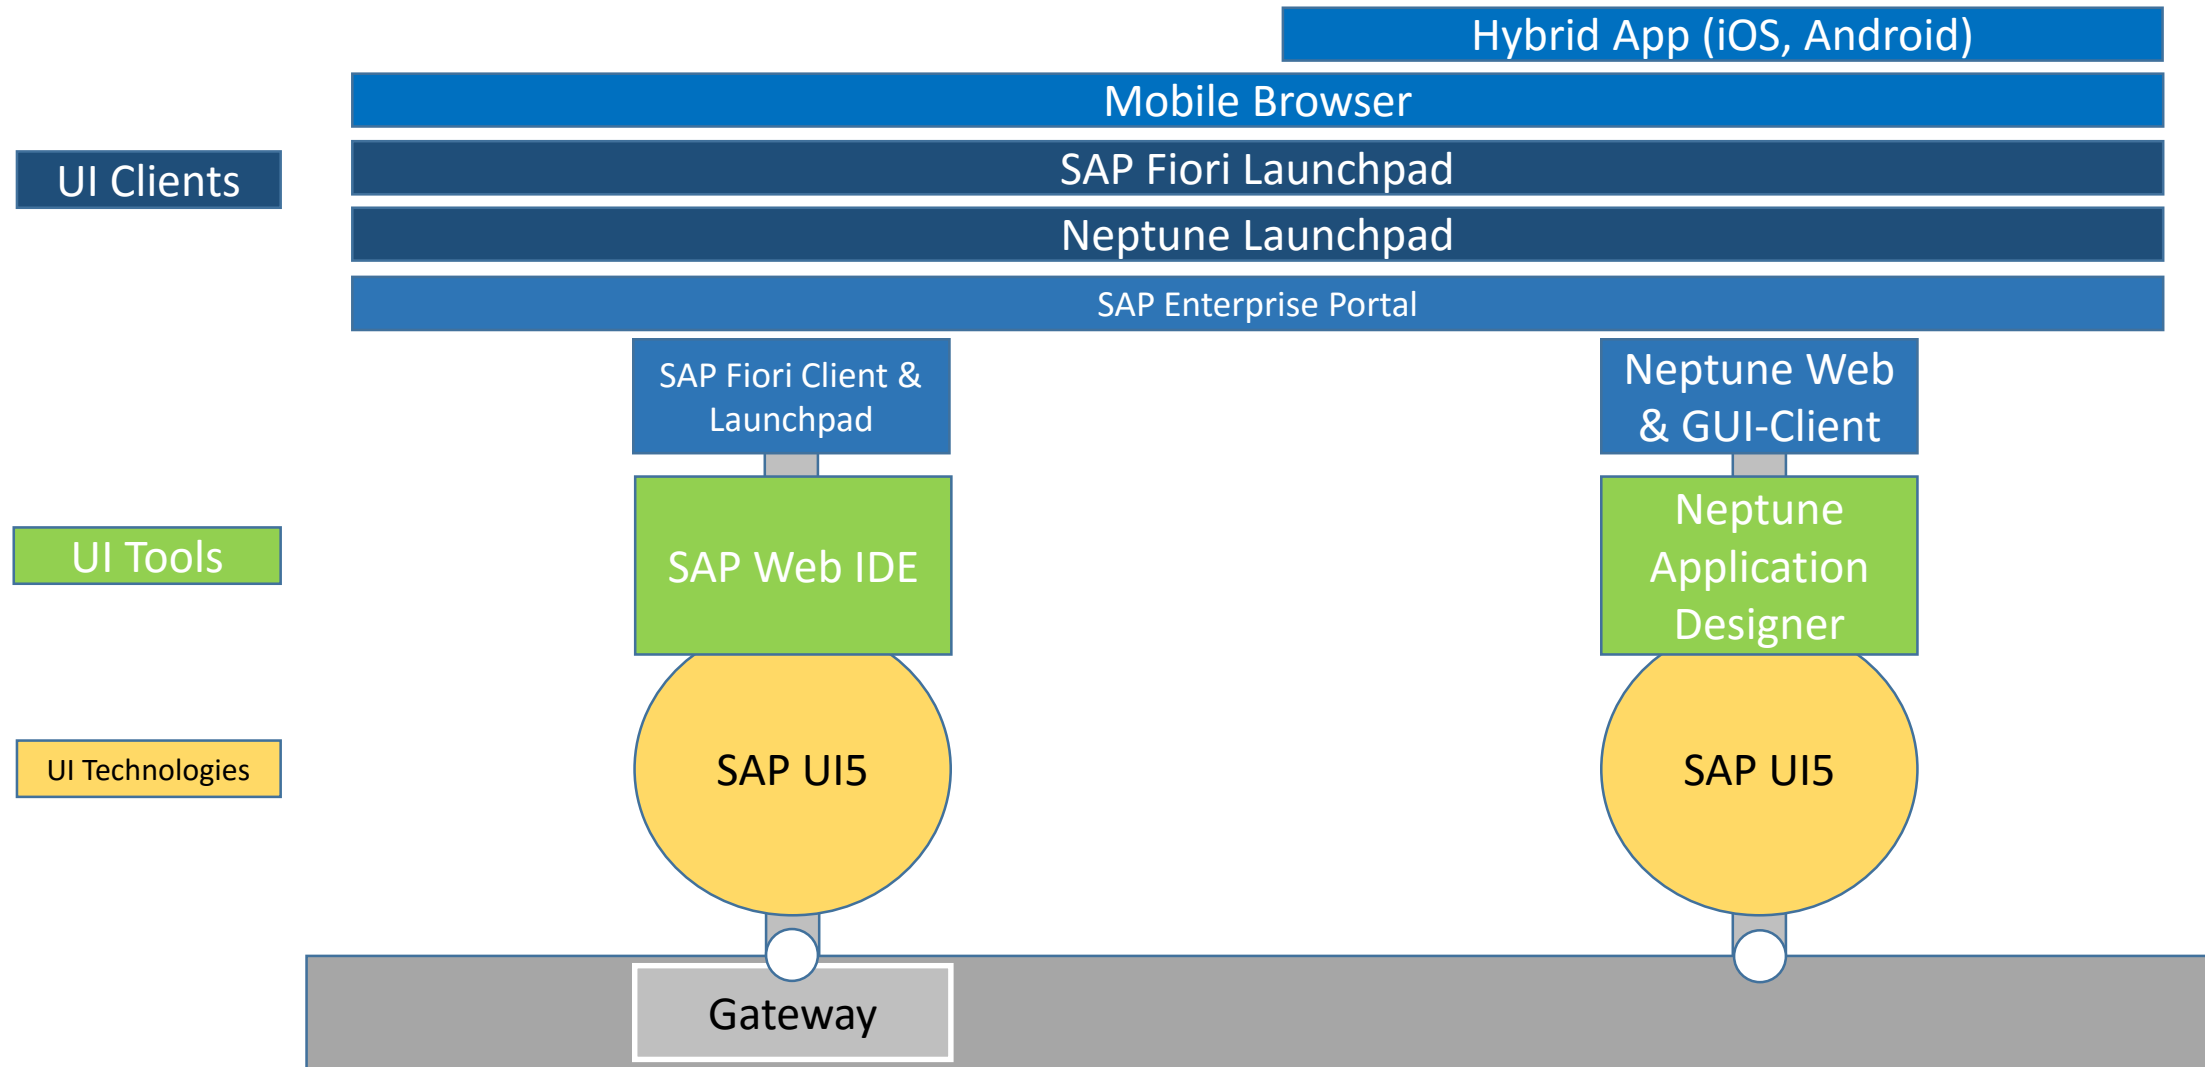 Hybrid App (iOS, Android)
Mobile Browser
UI Clients
SAP Fiori Launchpad
Neptune Launchpad
SAP Enterprise Portal
SAP Fiori Client &
Launchpad
Neptune Web
& GUI-Client
UI Tools
SAP Web IDE
Neptune
Application
Designer
UI Technologies
SAP UI5
SAP UI5
Gateway